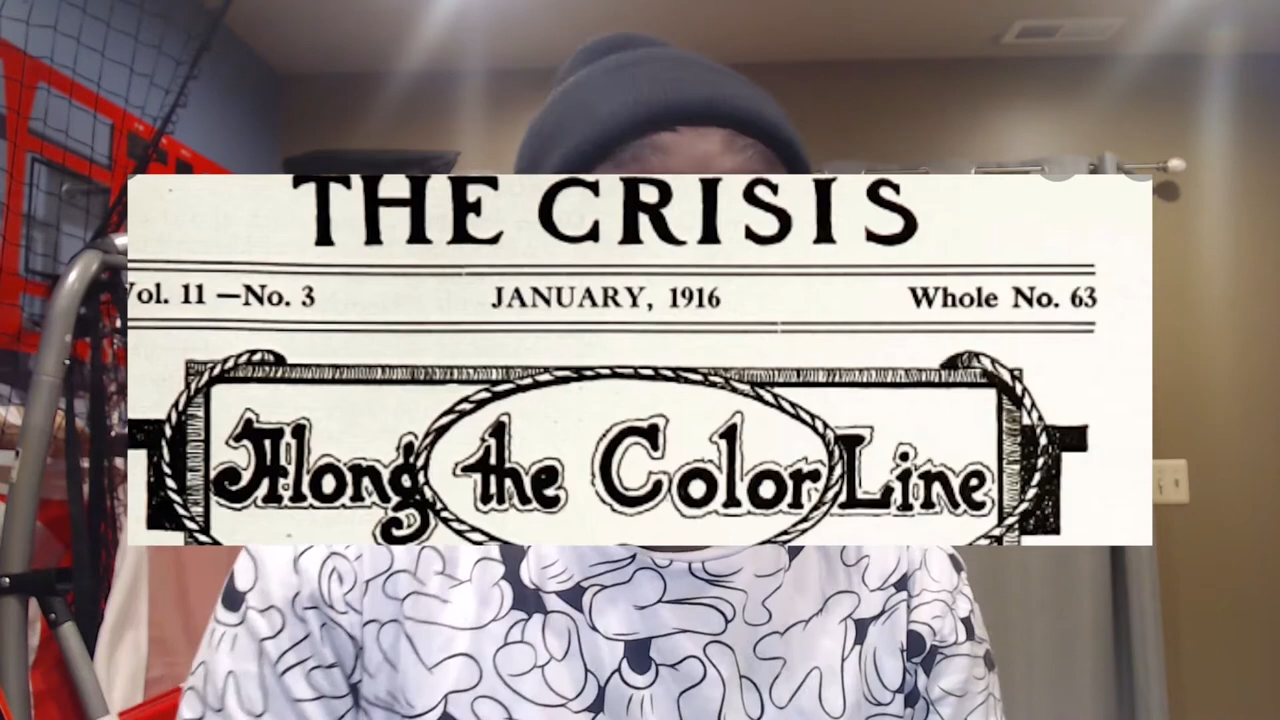 THE CRISIS
Vol. 11 —No. 3 JANUARY, 1916 Whole No. 63
Along the Color Line